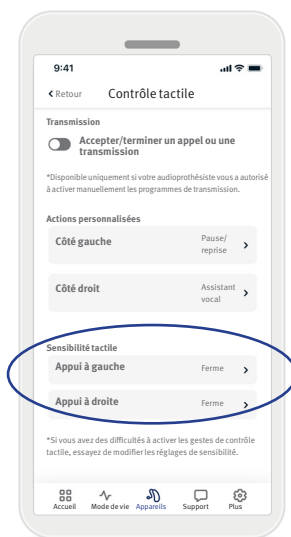 9:41
Retour Contrôle tactile
Transmission
Accepter/terminer un appel ou une
transmission
*Disponible uniquement si votre audioprothésiste vous a autorisé
à activer manuellement les programmes de transmission.
Actions personnalisées
Côté gauche Pause/
reprise
Côté droit Assistant
vocal
Sensibilité tactile
Appui à gauche Ferme
Appui à droite Ferme
*Si vous avez des difficultés à activer les gestes de contrôle
tactile, essayez de modifier les réglages de sensibilité.
Accueil Mode de vie Appareils Support Plus